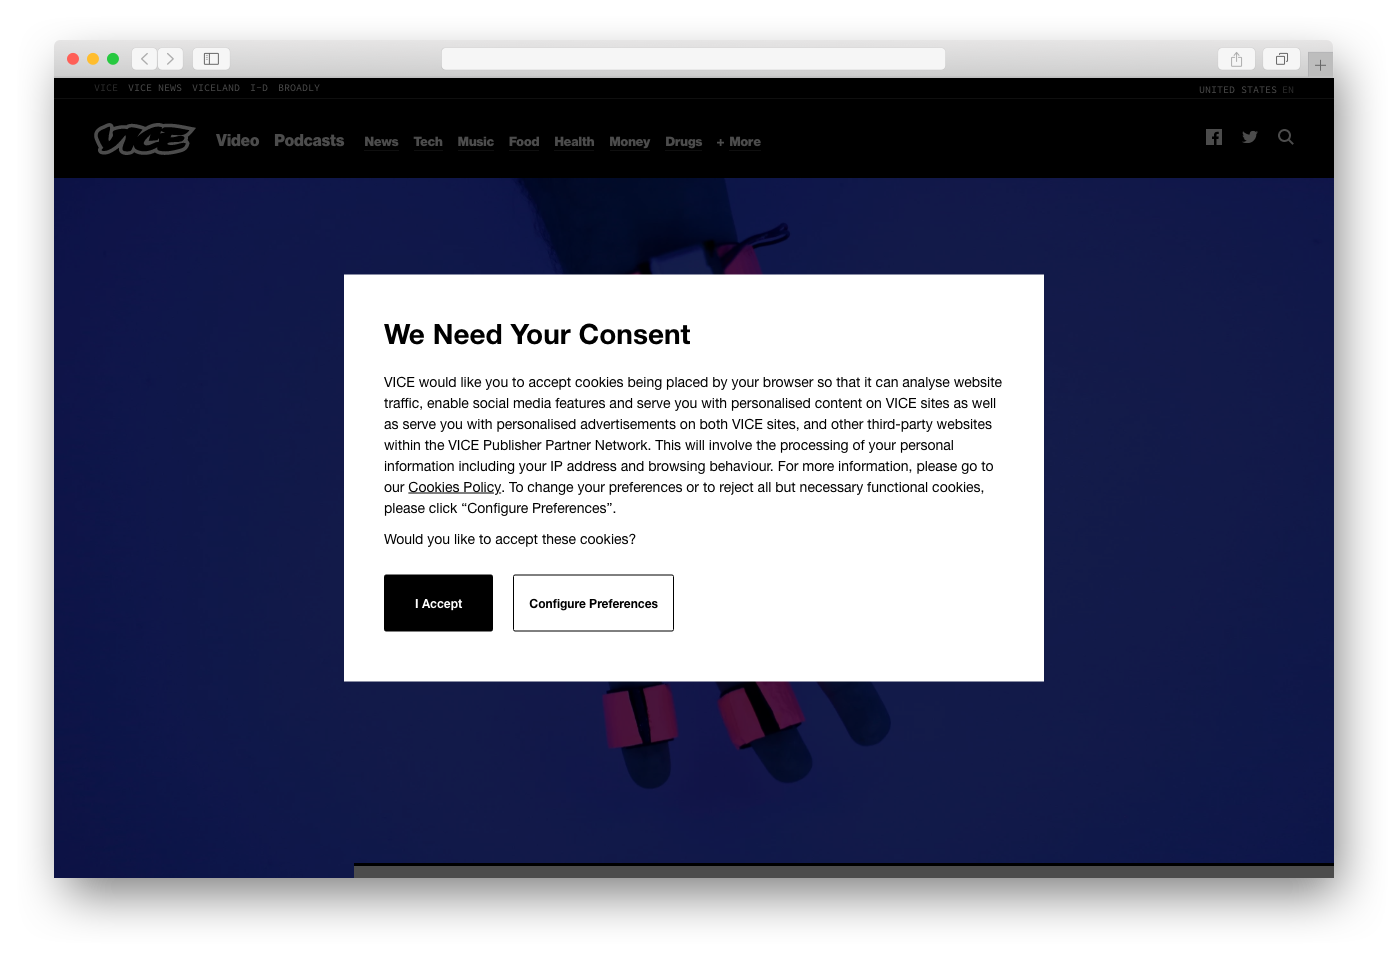 VICE VICE NEWS VICELAND I-D BROADLY
UNITED STATES EN
VICE Video Podcasts News Tech Music Food Health Money Drugs + More
We Need Your Consent
VICE would like you to accept cookies being placed by your browser so that it can analyse website
traffic, enable social media features and serve you with personalised content on VICE sites as well
as serve you with personalised advertisements on both VICE sites, and other third-party websites
within the VICE Publisher Partner Network. This will involve the processing of your personal
information including your IP address and browsing behaviour. For more information, please go to
our Cookies Policy. To change your preferences or to reject all but necessary functional cookies,
please click “Configure Preferences”.
Would you like to accept these cookies?
I Accept
Configure Preferences